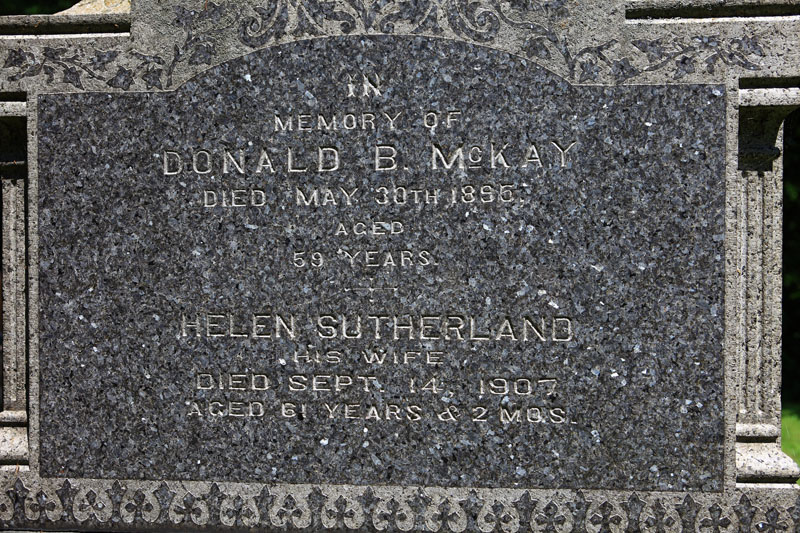 IN
MEMORY OF
DONALD B. McKAY
DIED MAY 30TH 1895,
AGED
59 YEARS.
HELEN SUTHERLAND
HIS WIFE
DIED SEPT. 14, 1907
AGED 61 YEARS & 2 MOS.